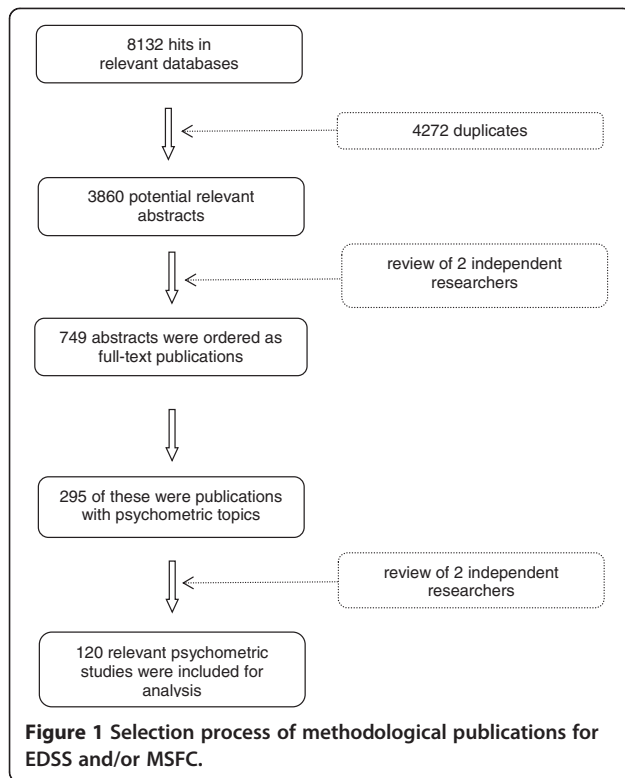 8132 hits in
relevant databases
4272 duplicates
3860 potential relevant
abstracts
review of 2 independent
researchers
749 abstracts were ordered as
full-text publications
295 of these were publications
with psychometric topics
review of 2 independent
researchers
120 relevant psychometric
studies were included for
analysis
Figure 1 Selection process of methodological publications for
EDSS and/or MSFC.